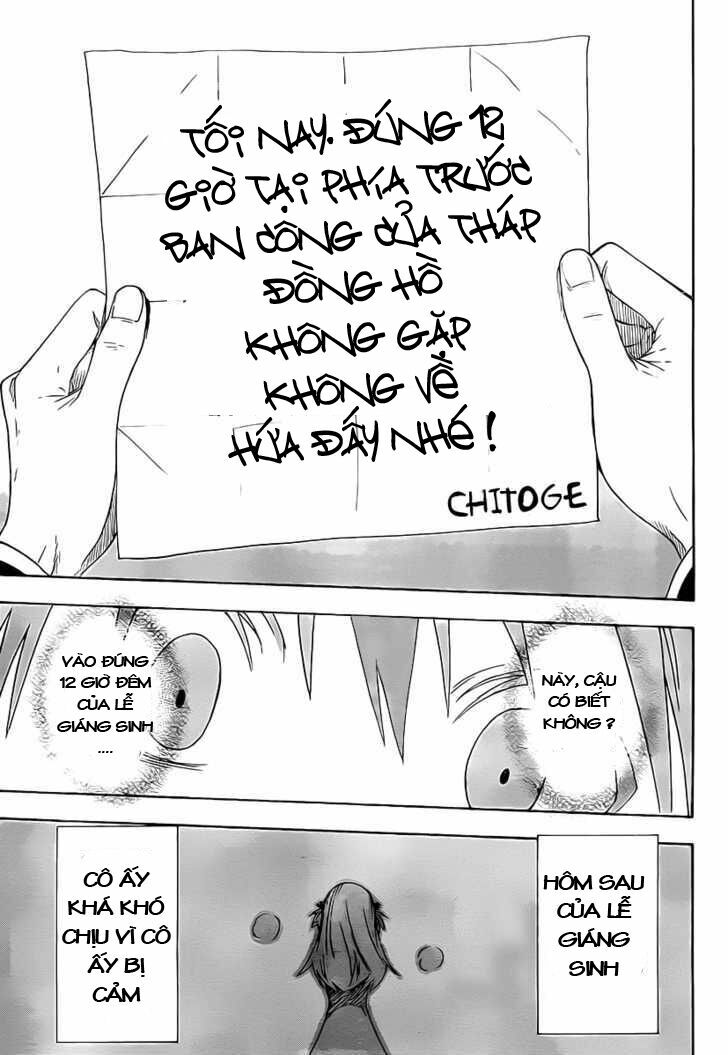 TỐI NAY. ĐÚNG 12
GIỜ TẠI PHÍA TRƯỚC
BAN CÔNG CỦA THÁP
ĐỒNG HỒ
KHÔNG GẶP
KHÔNG VỀ
HỨA ĐẤY NHÉ!
CHITOGE
NÀY, CẬU
CÓ BIẾT
KHÔNG ?
VÀO ĐÚNG
12 GIỜ ĐÊM
CỦA LỄ
GIÁNG SINH
....
HÔM SAU
CỦA LỄ
GIÁNG
SINH
CÔ ẤY
KHÁ KHÓ
CHỊU VÌ CÔ
ẤY BỊ
CẢM